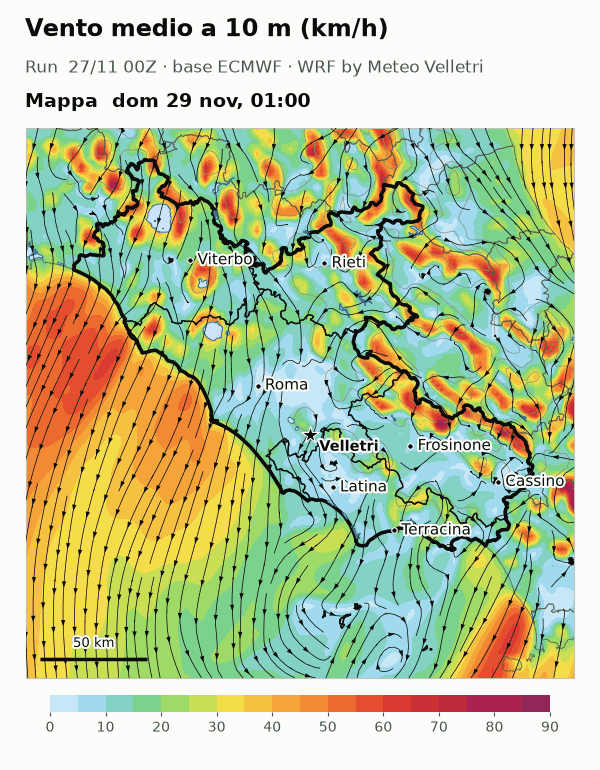 Vento medio a 10 m (km/h)
Run  27/11 00Z · base ECMWF · WRF by Meteo Velletri
Mappa  dom 29 nov, 01:00
Viterbo
Rieti
Roma
Velletri
Frosinone
Cassino
Latina
Terracina
50 km
0 10 20 30 40 50 60 70 80 90